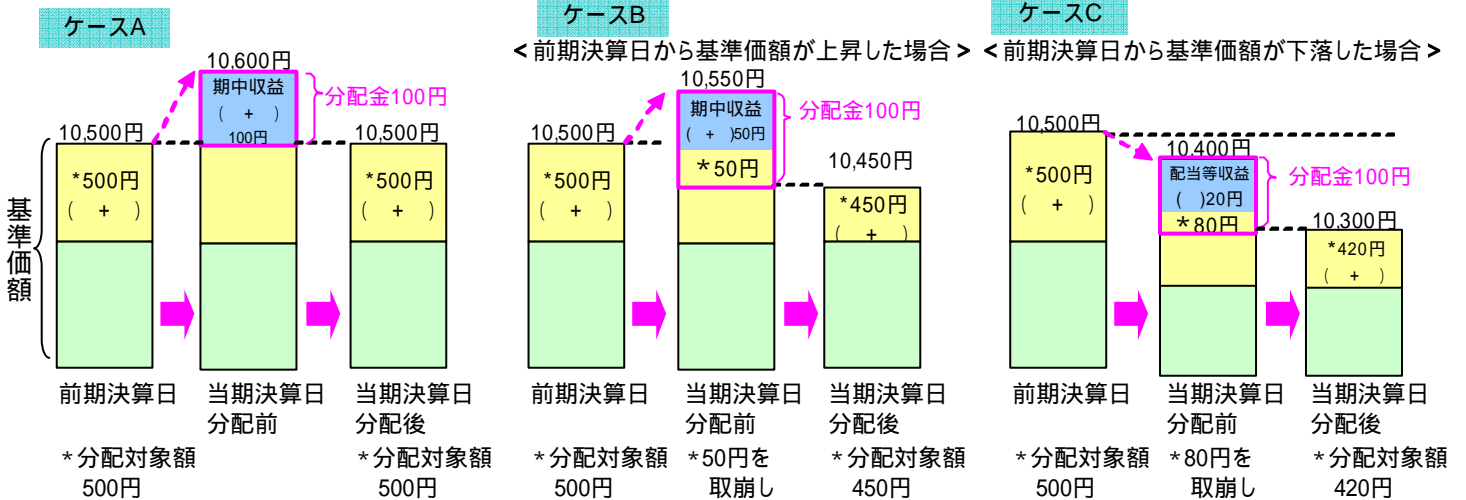 ケースA
10,600円
期中収益
( + )
100円
分配金100円
10,500円
10,500円
*500円
( + )
*500円
( + )
基準価額
前期決算日
当期決算日
分配前
当期決算日
分配後
*分配対象額
500円
*分配対象額
500円
ケースB
<前期決算日から基準価額が上昇した場合>
10,550円
期中収益
( + )50円
*50円
分配金100円
10,500円
10,450円
*500円
( + )
*450円
( + )
前期決算日
当期決算日
分配前
当期決算日
分配後
*分配対象額
500円
*50円を
取崩し
*分配対象額
450円
ケースC
<前期決算日から基準価額が下落した場合>
10,500円
10,400円
配当等収益
( )20円
*80円
分配金100円
10,300円
*500円
( + )
*420円
( + )
前期決算日
当期決算日
分配前
当期決算日
分配後
*分配対象額
500円
*80円を
取崩し
*分配対象額
420円